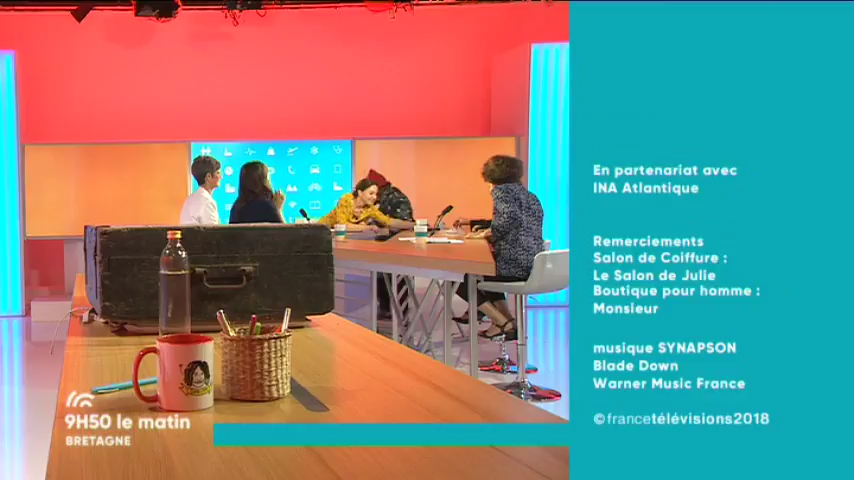 En partenariat avec
INA Atlantique
Remerciements
Salon de Coiffure :
Le Salon de Julie
Boutique pour homme :
Monsieur
musique SYNAPSON
Blade Down
Warner Music France
©francetélévisions2018
9H50 le matin
BRETAGNE